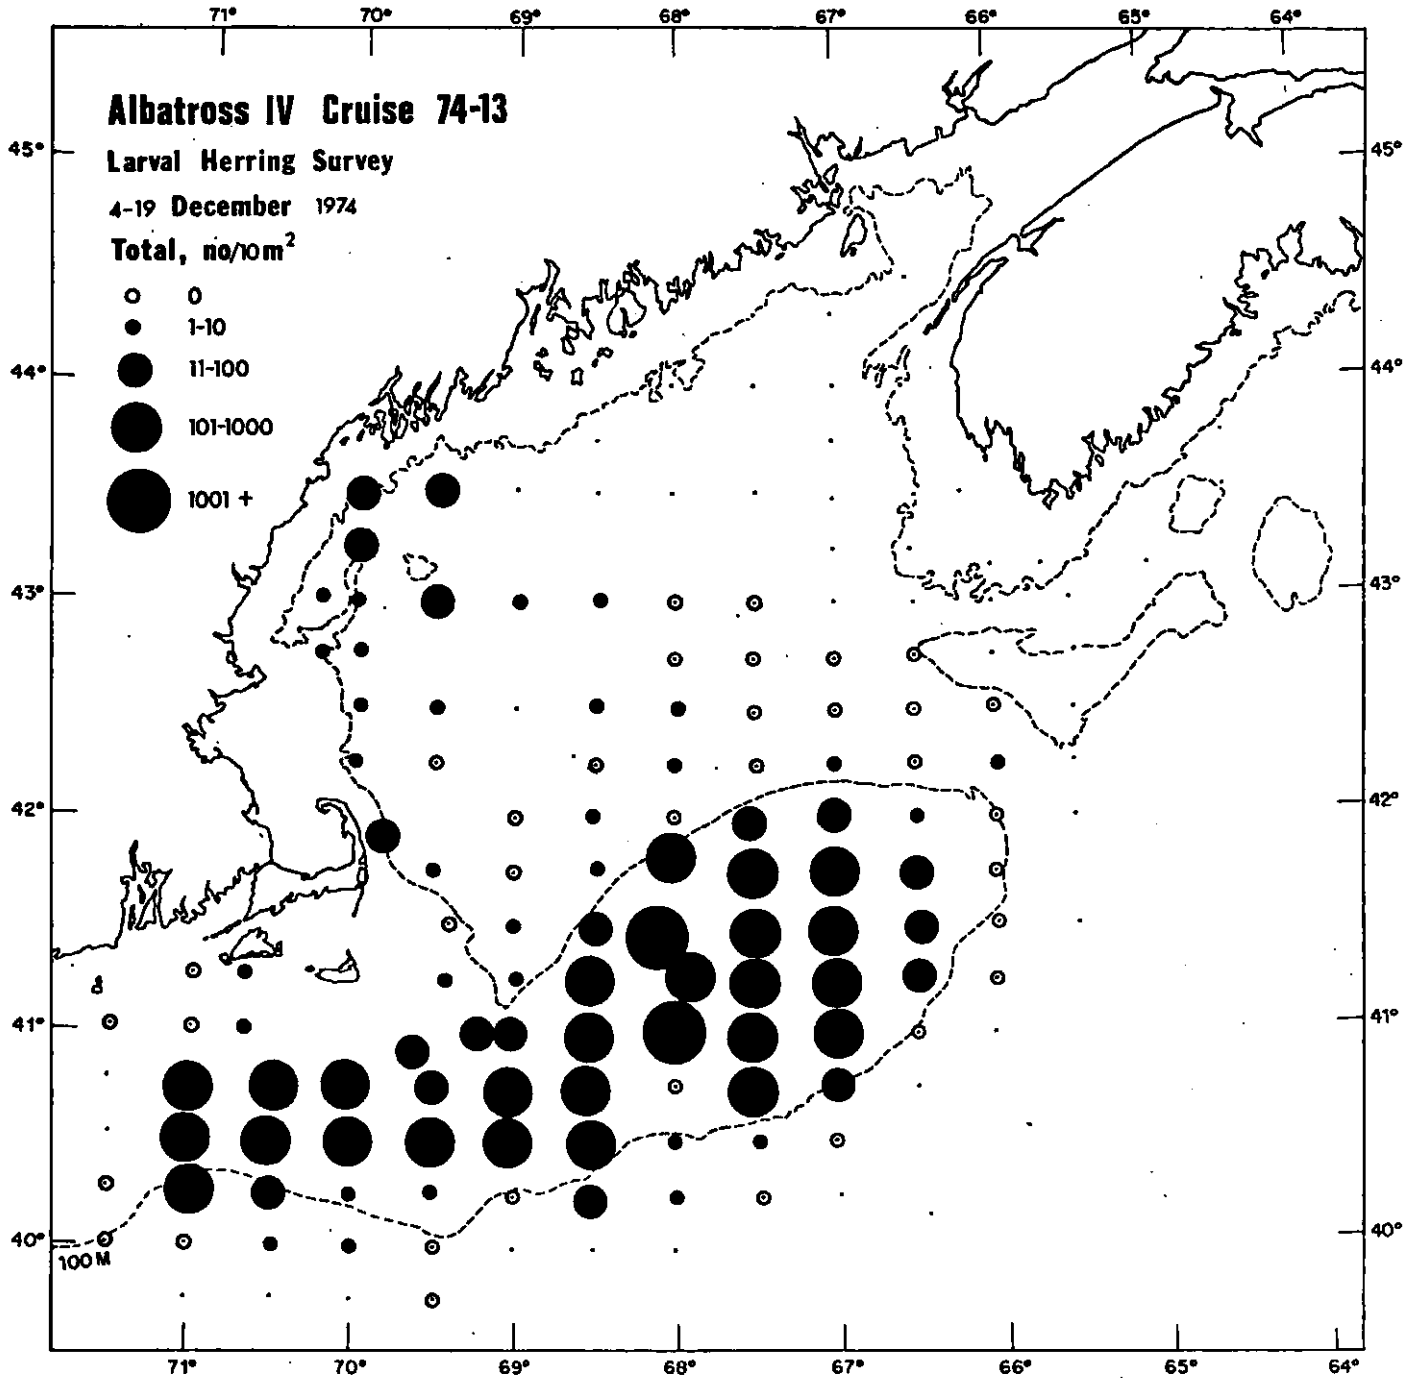 70° 69° 68° 67° 66° 65° 64°
71°
Albatross IV Cruise 74-13
Larval Herring Survey
4-19 December 1974
Total, no/10m²
0
1-10
11-100
101-1000
1001 +
45° 45°
44° 44°
43° 43°
42° 42°
41° 41°
40° 40°
100 M
71° 70° 69° 68° 67° 66° 65° 64°